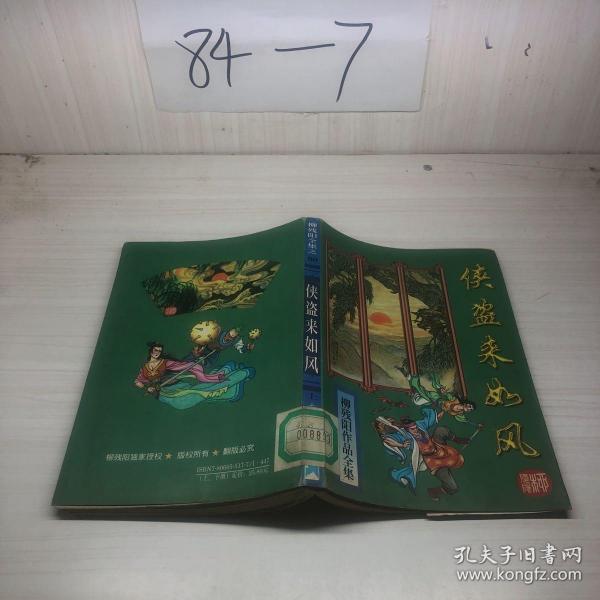 84—7
侠盗来如风
柳残阳作品全集
柳残阳全集之
侠盗来如风
上
柳残阳独家授权★版权所有★翻版必究
孔夫子旧书网
www.kongfz.com